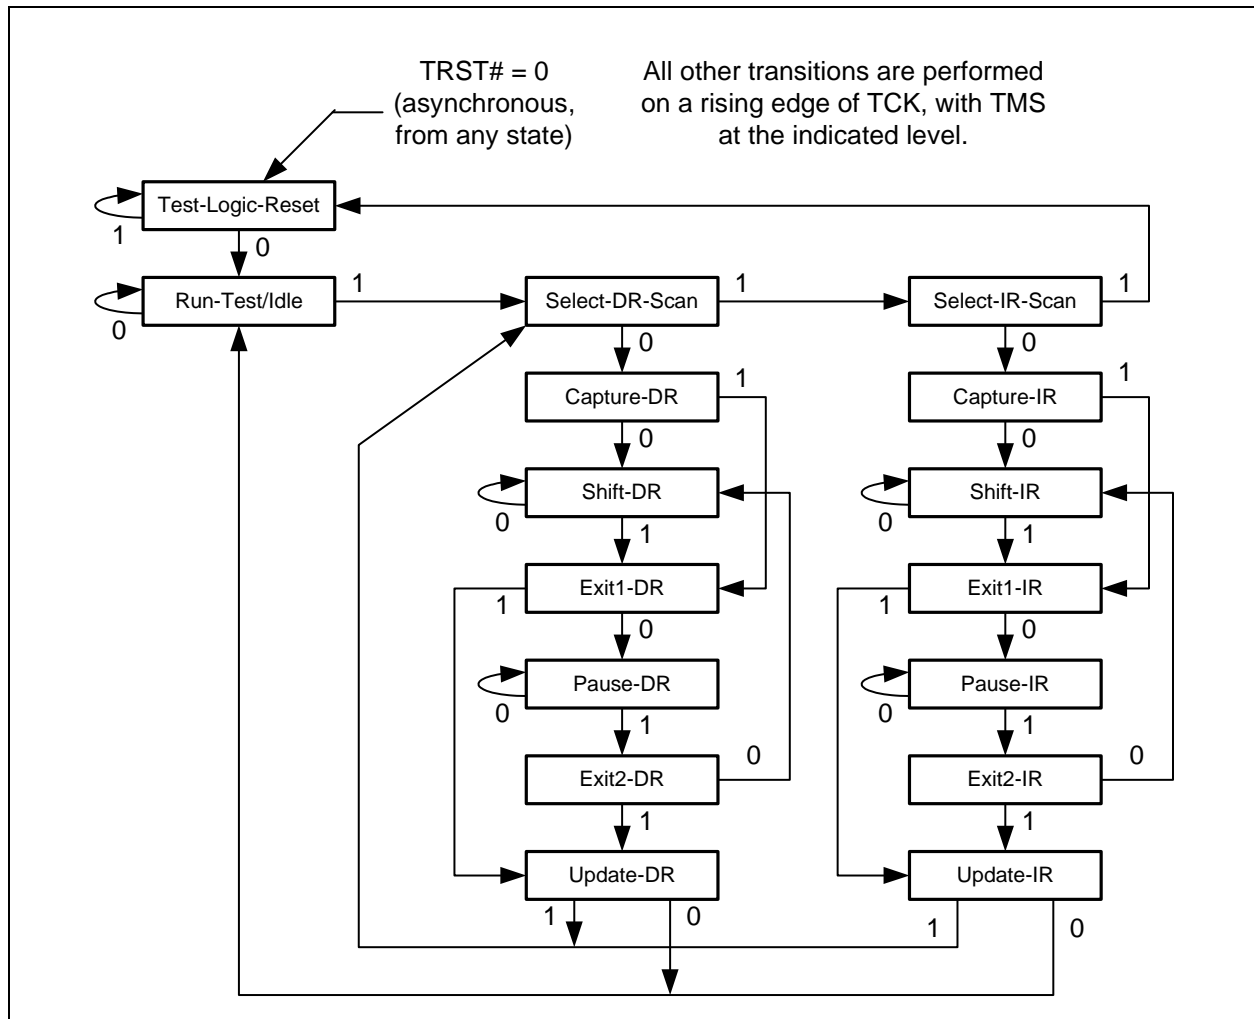 TRST# = 0
(asynchronous,
from any state)
All other transitions are performed
on a rising edge of TCK, with TMS
at the indicated level.
Test-Logic-Reset
1
0
Run-Test/Idle
1
Select-DR-Scan
1
Select-IR-Scan
1
0
0
0
Capture-DR
1
Capture-IR
1
0
0
Shift-DR
Shift-IR
0
1
0
1
Exit1-DR
Exit1-IR
1
0
1
0
Pause-DR
Pause-IR
0
1
0
1
Exit2-DR
0
Exit2-IR
0
1
1
Update-DR
Update-IR
1
0
1
0